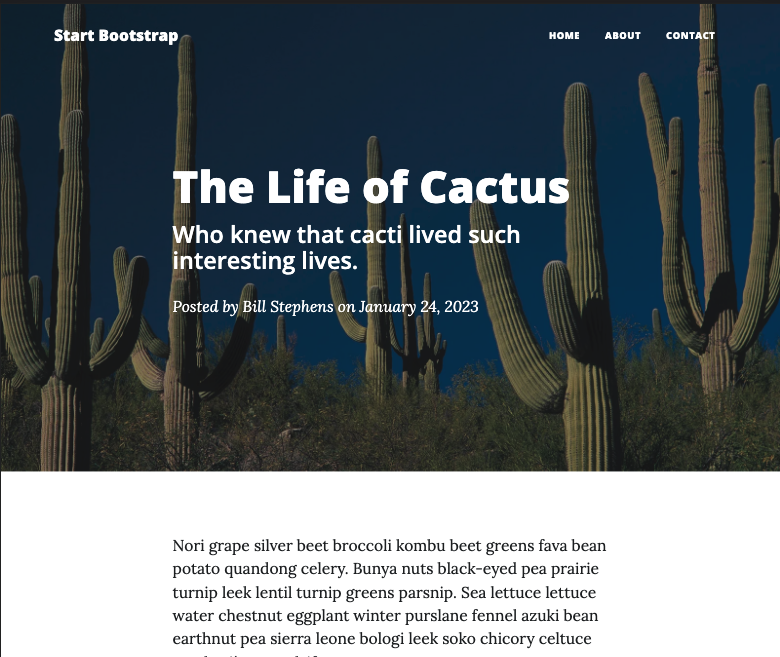 Start Bootstrap
HOME ABOUT CONTACT
The Life of Cactus
Who knew that cacti lived such
interesting lives.
Posted by Bill Stephens on January 24, 2023
Nori grape silver beet broccoli kombu beet greens fava bean
potato quandong celery. Bunya nuts black-eyed pea prairie
turnip leek lentil turnip greens parsnip. Sea lettuce lettuce
water chestnut eggplant winter purslane fennel azuki bean
earthnut pea sierra leone bologi leek soko chicory celtuce